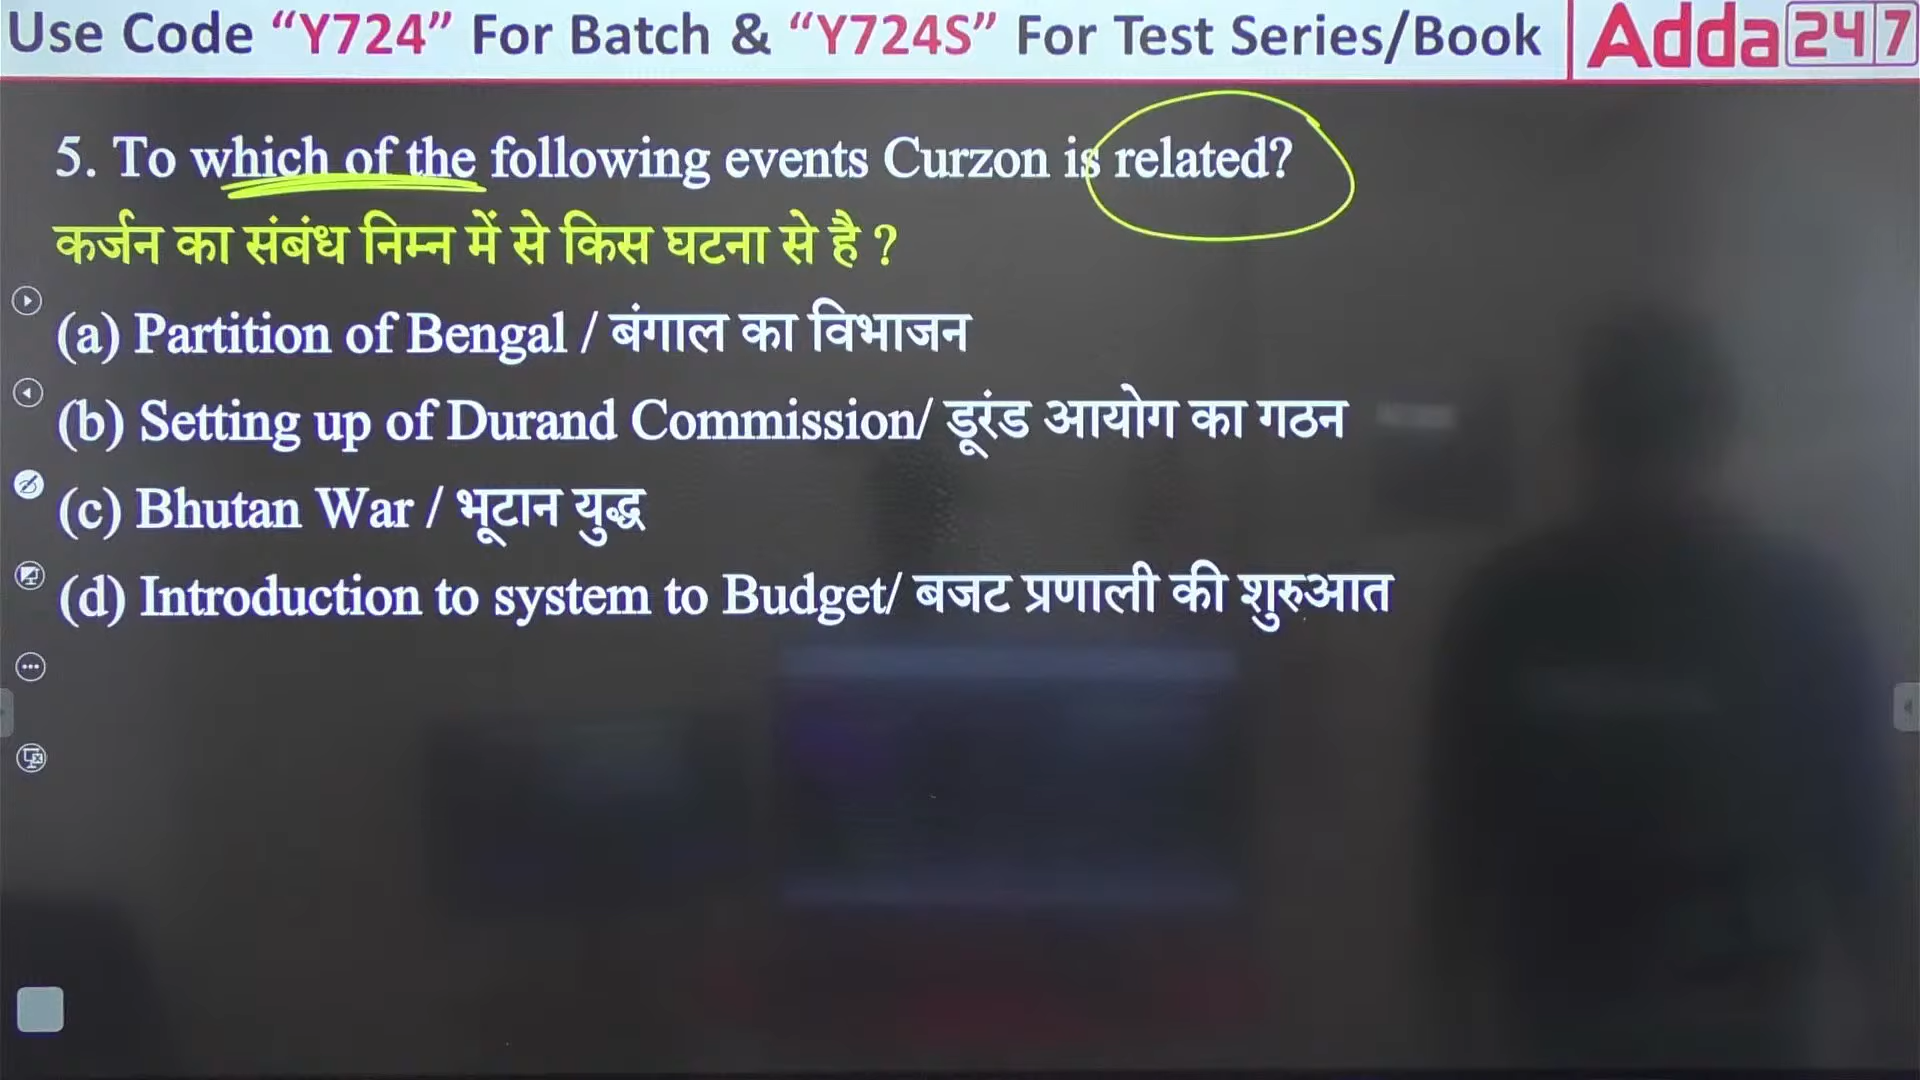 Use Code “Y724” For Batch & “Y724S” For Test Series/Book Adda247
5. To which of the following events Curzon is related?
कर्जन का संबंध निम्न में से किस घटना से है ?
(a) Partition of Bengal / बंगाल का विभाजन
(b) Setting up of Durand Commission/ डूरंड आयोग का गठन
(c) Bhutan War / भूटान युद्ध
(d) Introduction to system to Budget/ बजट प्रणाली की शुरुआत